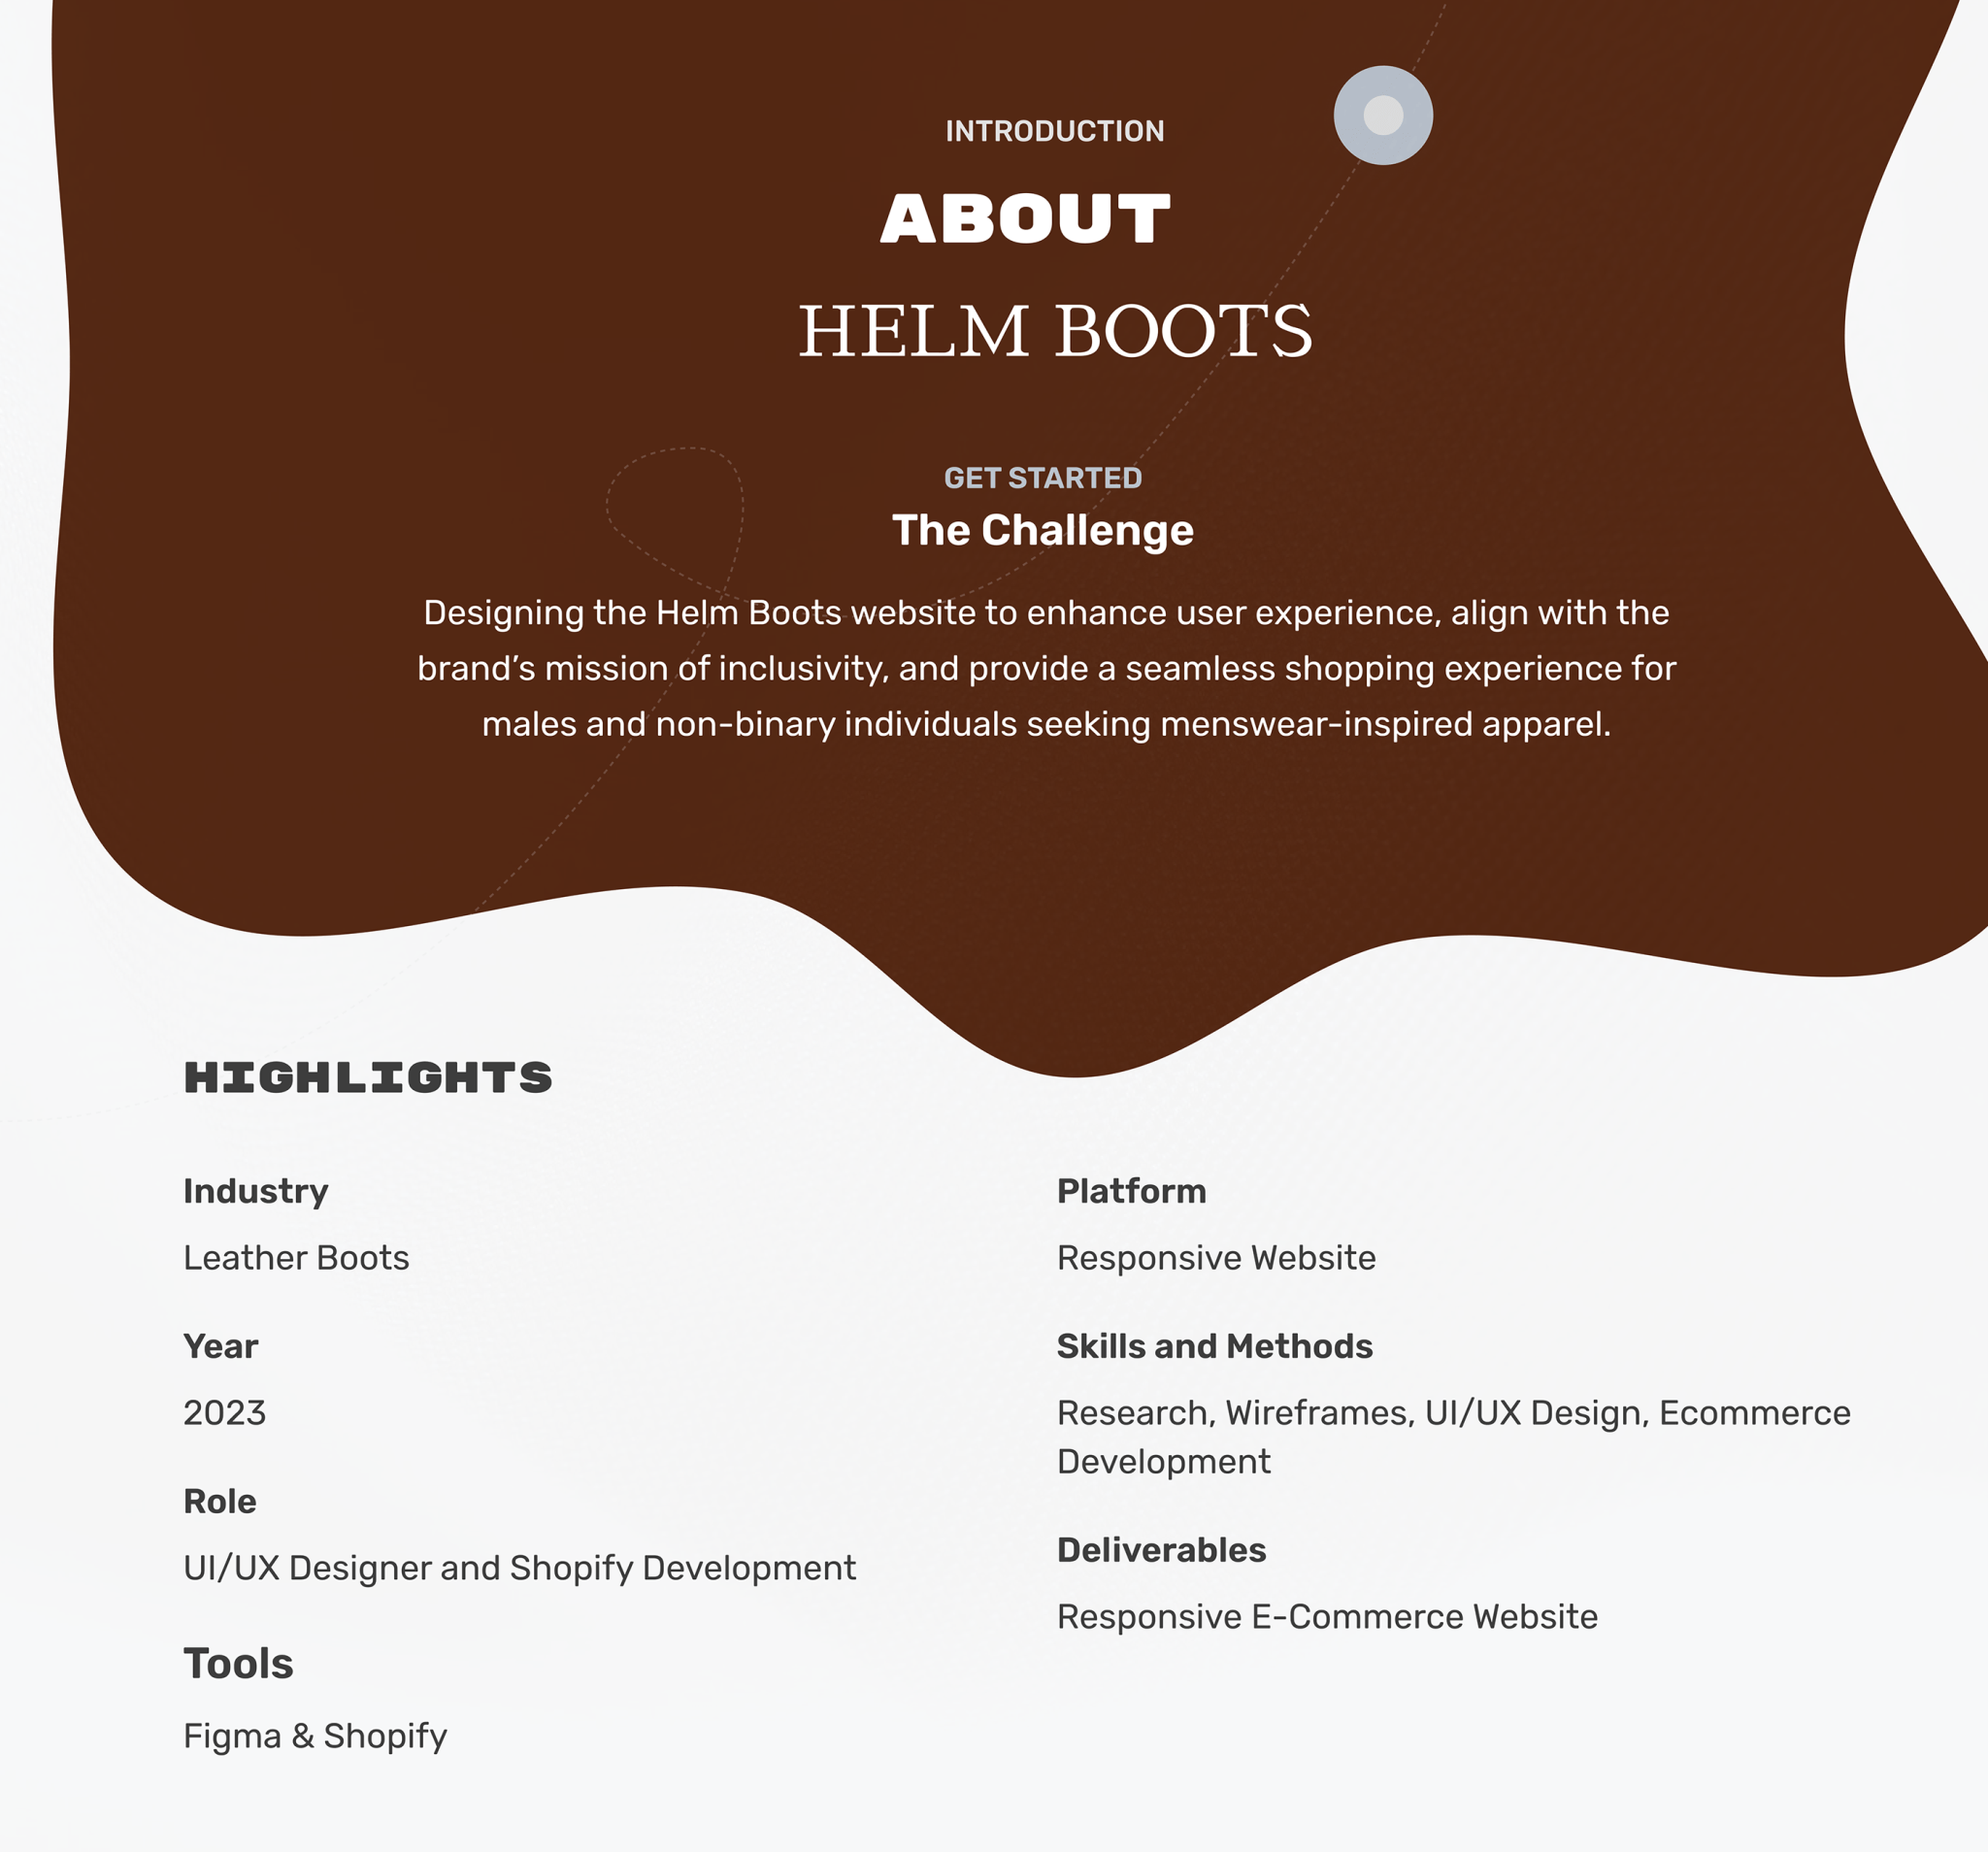 INTRODUCTION
ABOUT
HELM BOOTS
GET STARTED
The Challenge
Designing the Helm Boots website to enhance user experience, align with the
brand’s mission of inclusivity, and provide a seamless shopping experience for
males and non-binary individuals seeking menswear-inspired apparel.
HIGHLIGHTS
Industry
Leather Boots
Year
2023
Role
UI/UX Designer and Shopify Development
Tools
Figma & Shopify
Platform
Responsive Website
Skills and Methods
Research, Wireframes, UI/UX Design, Ecommerce
Development
Deliverables
Responsive E-Commerce Website